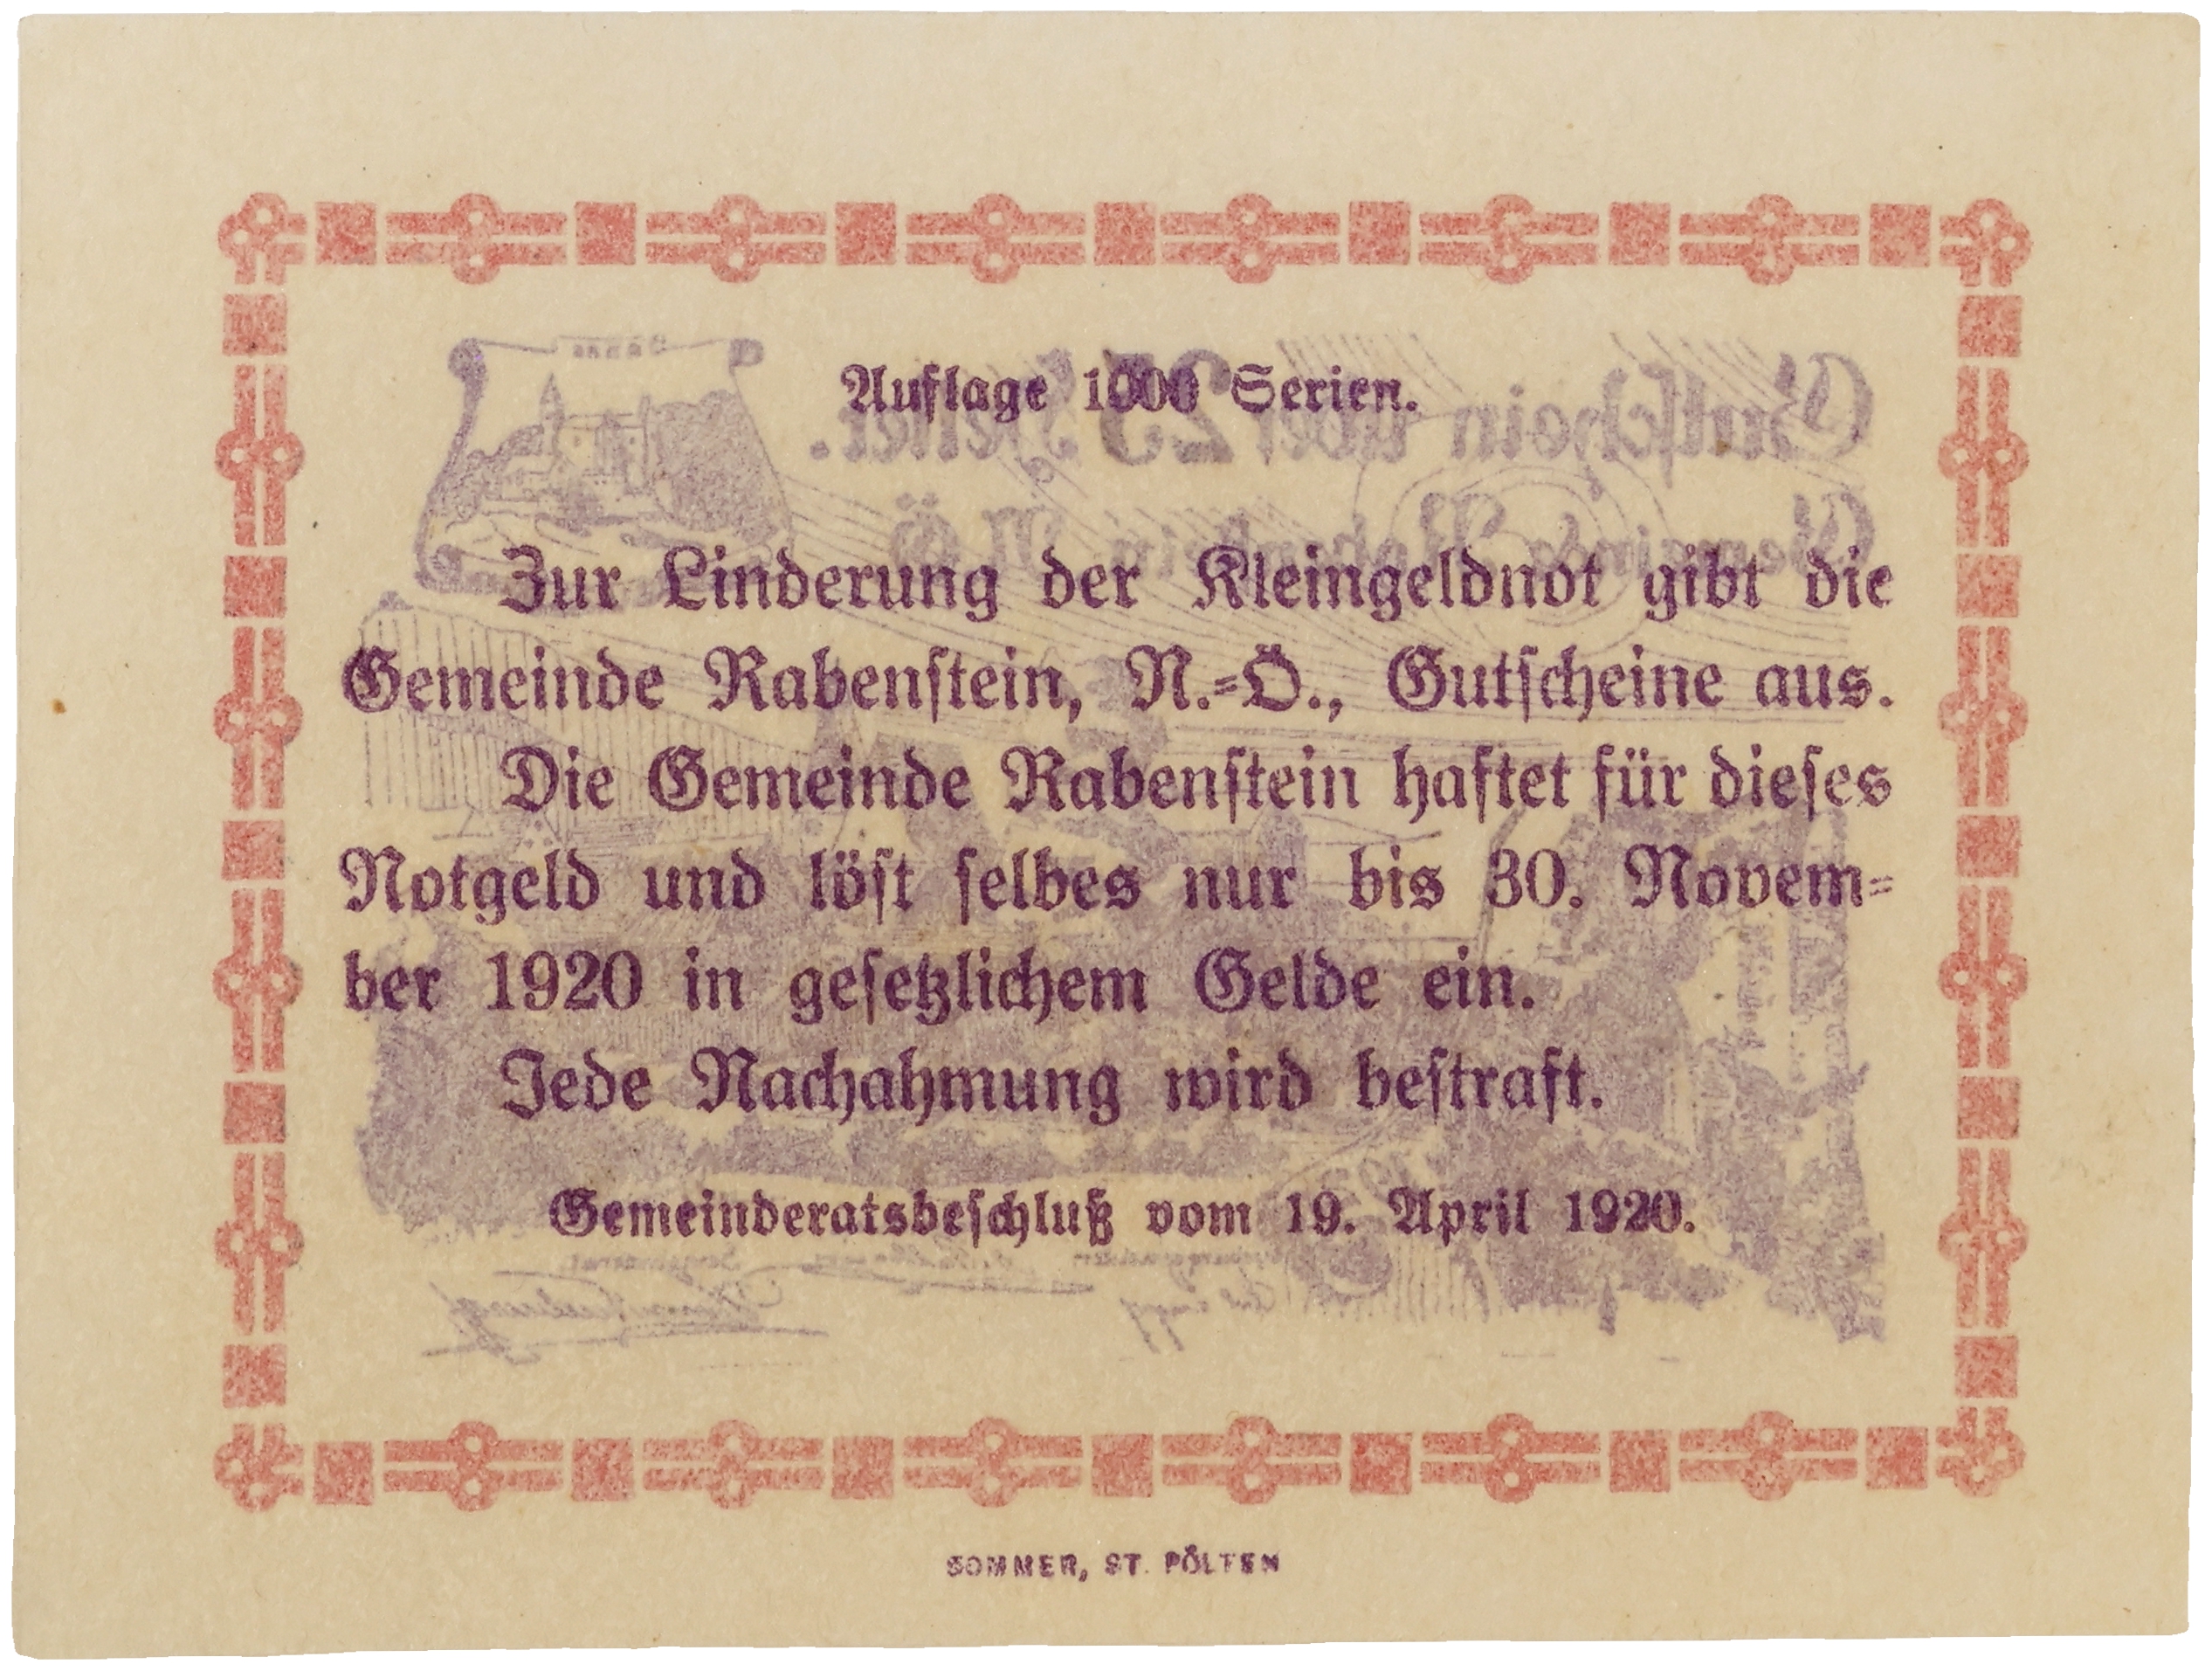 Auflage 1000 Serien.
Zur Linderung der Kleingeldnot gibt die
Gemeinde Rabenſtein, N.=Ö., Gutſcheine aus.
Die Gemeinde Rabenſtein haftet für dieſes
Notgeld und löſt ſelbes nur bis 30. Novem=
ber 1920 in geſetzlichem Gelde ein.
Jede Nachahmung wird beſtraft.
Gemeinderatsbeſchluß vom 19. April 1920.
SOMMER, ST. PÖLTEN